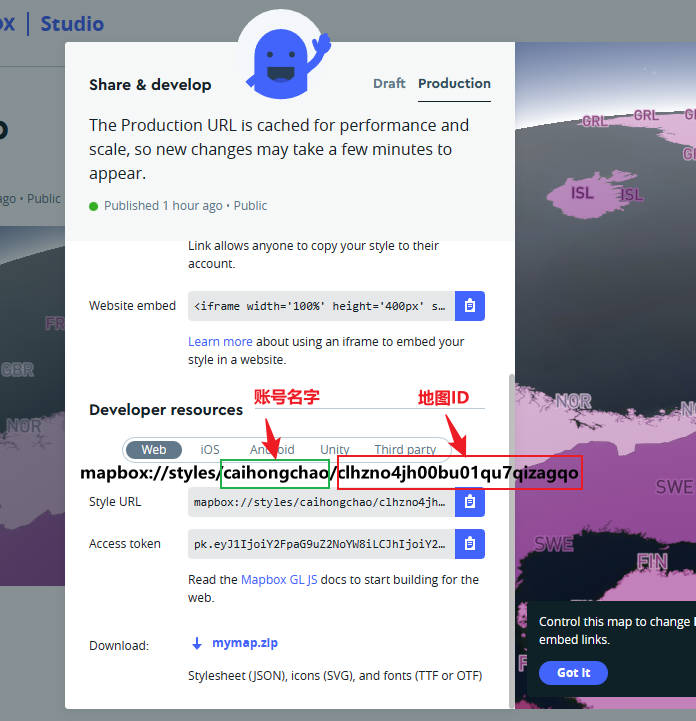 ox | Studio
Share & develop
Draft
Production
The Production URL is cached for performance and
scale, so new changes may take a few minutes to
appear.
ago • Public
Published 1 hour ago • Public
Link allows anyone to copy your style to their
account.
Website embed
<iframe width='100%' height='400px' s…
Learn more about using an iframe to embed your
style in a website.
账号名字
地图ID
Developer resources
Web
iOS
Android
Unity
Third party
mapbox://styles/caihongchao/clhzno4jh00bu01qu7qizagqo
Style URL
mapbox://styles/caihongchao/clhzno4jh…
Access token
pk.eyJ1IjoiY2FpaG9uZ2NoYW8iLCJhIjoiY2…
Read the Mapbox GL JS docs to start building for the
web.
Download:
mymap.zip
Stylesheet (JSON), icons (SVG), and fonts (TTF or OTF)
GRL
GRL
GRL
GRL
ISL
ISL
FR
GBR
NOR
NOR
NO
SWE
SWE
FIN
Control this map to change
embed links.
Got it